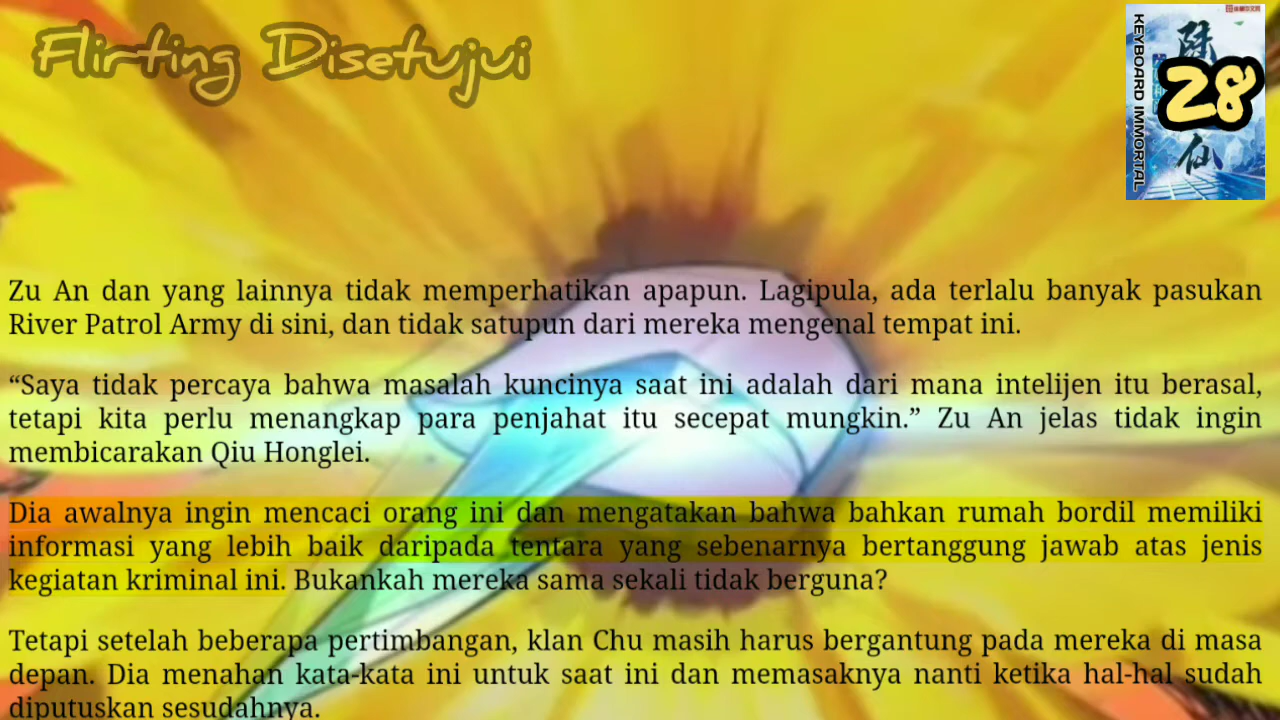 Flirting Disetujui
KEYBOARD IMMORTAL
28
仙
Zu An dan yang lainnya tidak memperhatikan apapun. Lagipula, ada terlalu banyak pasukan
River Patrol Army di sini, dan tidak satupun dari mereka mengenal tempat ini.
“Saya tidak percaya bahwa masalah kuncinya saat ini adalah dari mana intelijen itu berasal,
tetapi kita perlu menangkap para penjahat itu secepat mungkin.” Zu An jelas tidak ingin
membicarakan Qiu Honglei.
Dia awalnya ingin mencaci orang ini dan mengatakan bahwa bahkan rumah bordil memiliki
informasi yang lebih baik daripada tentara yang sebenarnya bertanggung jawab atas jenis
kegiatan kriminal ini. Bukankah mereka sama sekali tidak berguna?
Tetapi setelah beberapa pertimbangan, klan Chu masih harus bergantung pada mereka di masa
depan. Dia menahan kata-kata ini untuk saat ini dan memasaknya nanti ketika hal-hal sudah
diputuskan sesudahnya.